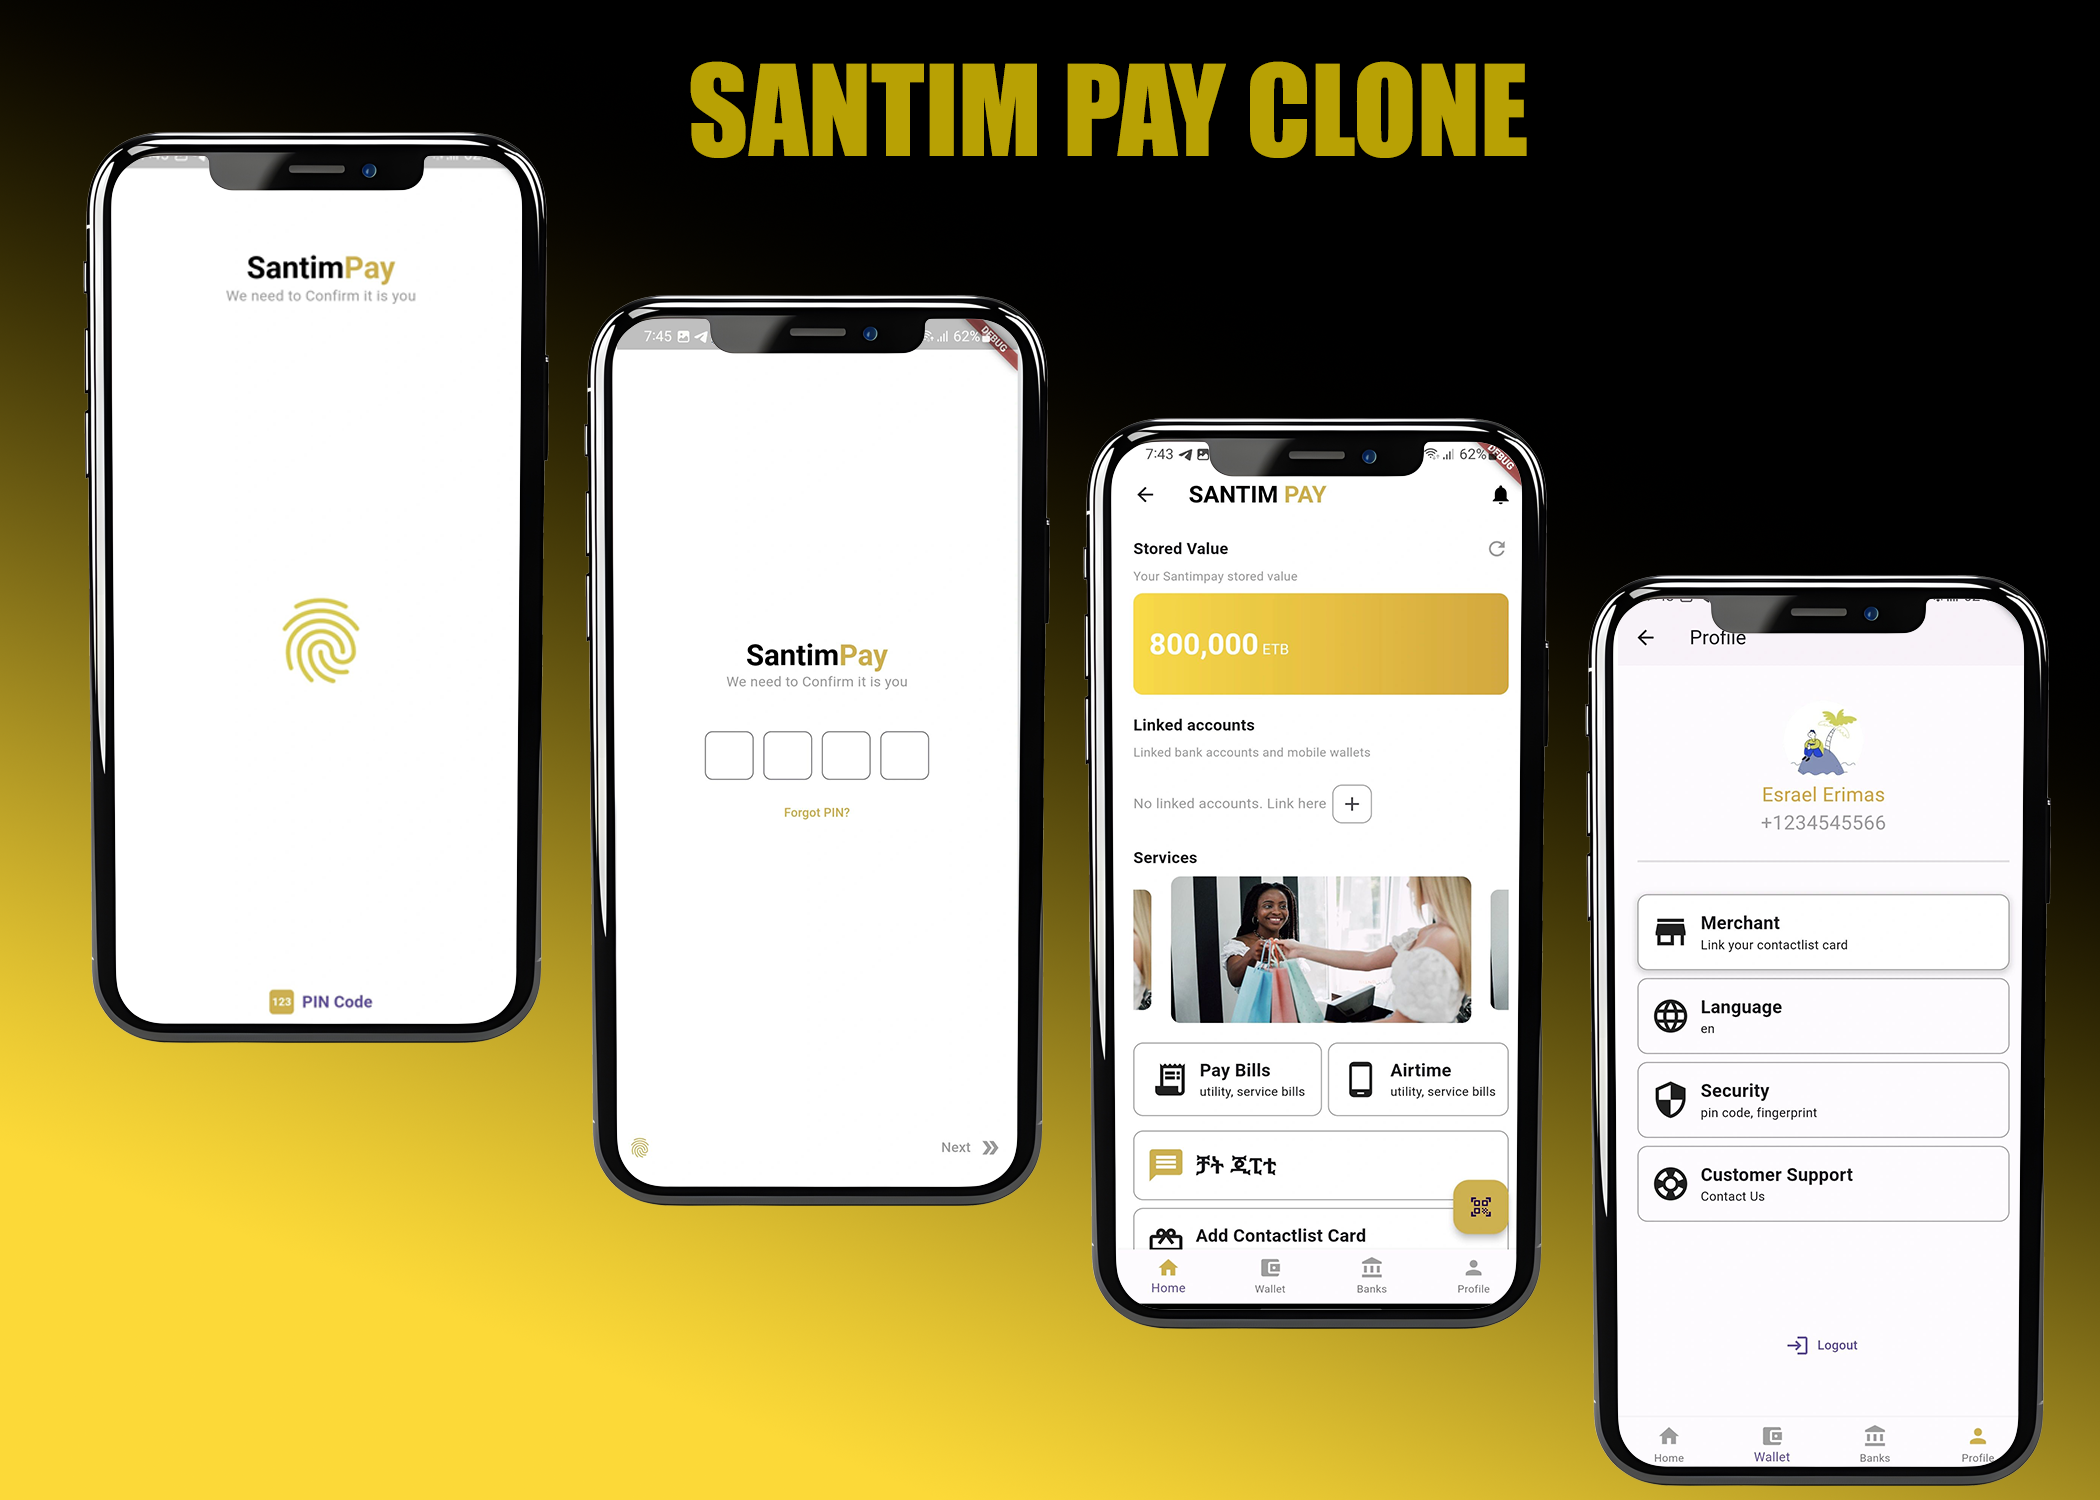 SANTIM PAY CLONE
SantimPay
We need to Confirm it is you
123 PIN Code
7:45 62%
DEBUG
SantimPay
We need to Confirm it is you
Forgot PIN?
Next
7:43 62%
DEBUG
SANTIM PAY
Stored Value
Your Santimpay stored value
800,000 ETB
Linked accounts
Linked bank accounts and mobile wallets
No linked accounts. Link here
Services
Pay Bills
utility, service bills
Airtime
utility, service bills
ቻት ጂፒቲ
Add Contactlist Card
Home Wallet Banks Profile
Profile
Esrael Erimas
+1234545566
Merchant
Link your contactlist card
Language
en
Security
pin code, fingerprint
Customer Support
Contact Us
Logout
Home Wallet Banks Profile